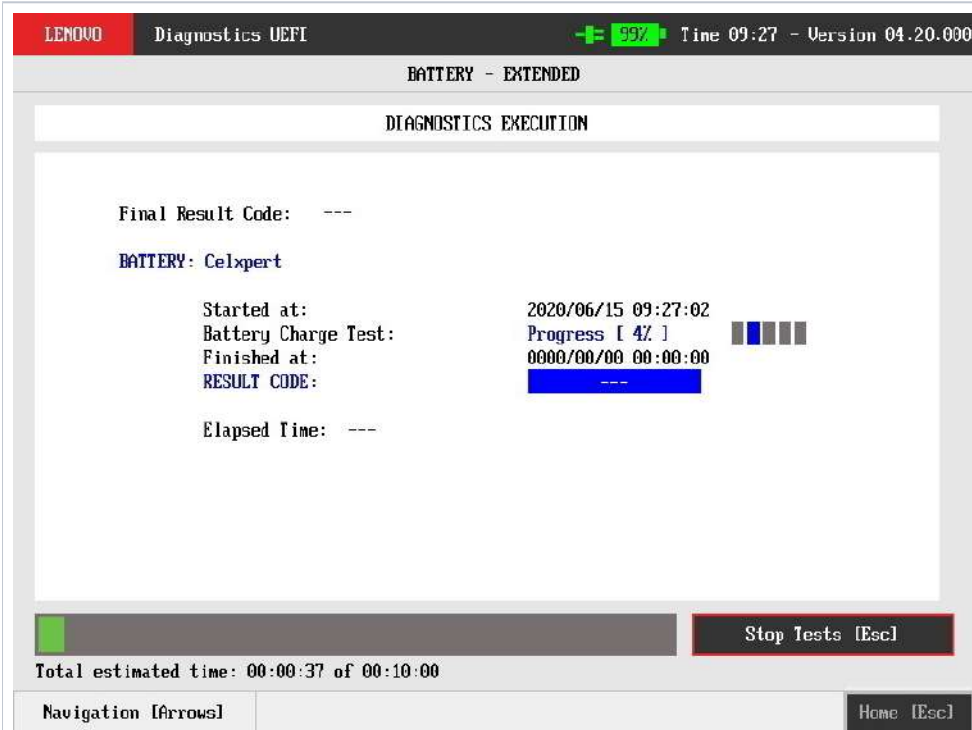 LENOVO Diagnostics UEFI 99% Time 09:27 - Version 04.20.000
BATTERY - EXTENDED
DIAGNOSTICS EXECUTION
Final Result Code: ---
BATTERY: Celxpert
Started at: 2020/06/15 09:27:02
Battery Charge Test: Progress [ 4% ]
Finished at: 0000/00/00 00:00:00
RESULT CODE: ---
Elapsed Time: ---
Stop Tests [Esc]
Total estimated time: 00:00:37 of 00:10:00
Navigation [Arrows] Home [Esc]